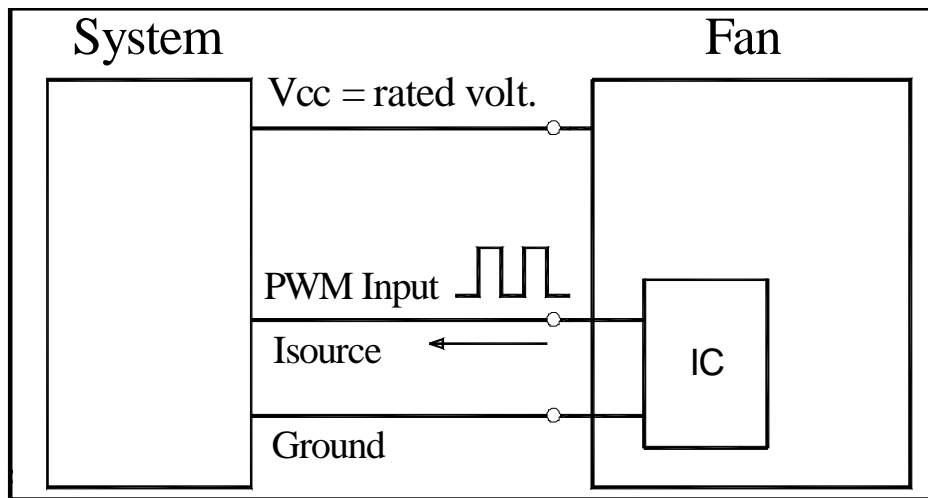 System
Fan
Vcc = rated volt.
PWM Input
Isource
IC
Ground